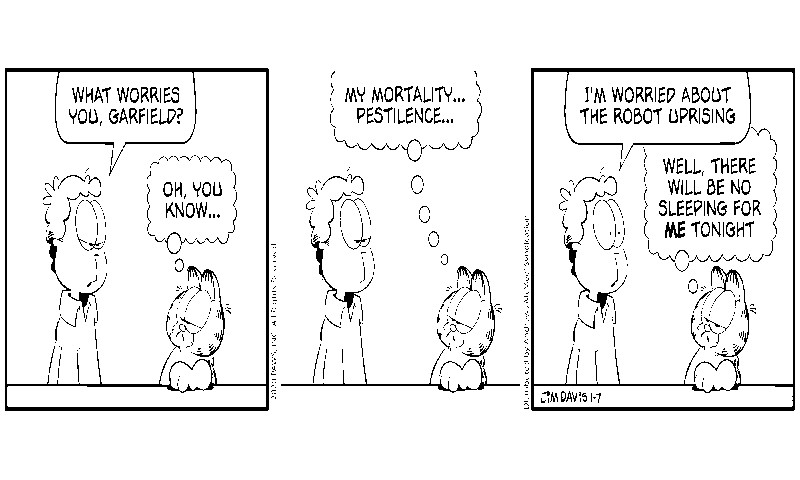 WHAT WORRIES
YOU, GARFIELD?
OH, YOU
KNOW...
MY MORTALITY...
PESTILENCE...
I'M WORRIED ABOUT
THE ROBOT UPRISING
WELL, THERE
WILL BE NO
SLEEPING FOR
ME TONIGHT
JIM DAVIS 1-7